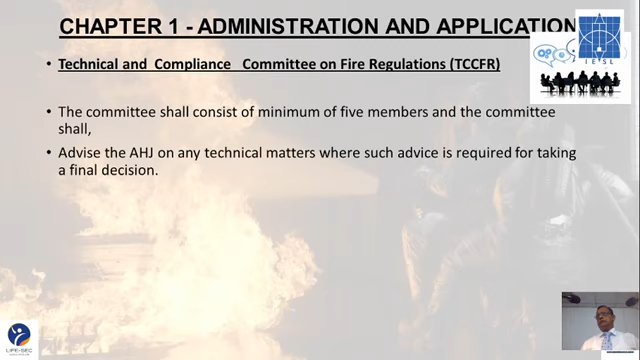 CHAPTER 1 - ADMINISTRATION AND APPLICATION
IESL
• Technical and Compliance Committee on Fire Regulations (TCCFR)
• The committee shall consist of minimum of five members and the committee
shall,
• Advise the AHJ on any technical matters where such advice is required for taking
a final decision.
LIFE-SEC